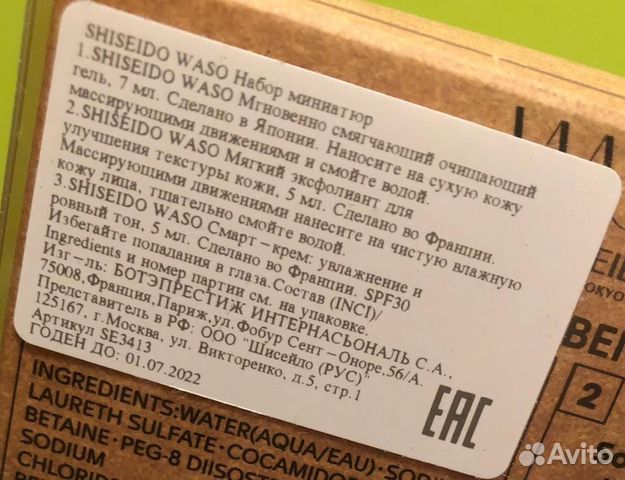 SHISEIDO WASO Набор миниатюр
1.SHISEIDO WASO Мгновенно смягчающий очищающий
гель, 7 мл. Сделано в Японии. Наносите на сухую кожу
массирующими движениями и смойте водой.
2.SHISEIDO WASO Мягкий эксфолиант для
улучшения текстуры кожи, 5 мл. Сделано во Франции.
Массирующими движениями нанесите на чистую влажную
кожу лица, тщательно смойте водой.
3.SHISEIDO WASO Смарт-крем: увлажнение и
ровный тон, 5 мл. Сделано во Франции. SPF30
Избегайте попадания в глаза.Состав (INCI)/
Ingredients и номер партии см. на упаковке.
Изг-ль: БОТЭПРЕСТИЖ ИНТЕРНАСЬОНАЛЬ С.А.,
75008,Франция,Париж,ул.Фобур Сент-Оноре,56/А.
Представитель в РФ: ООО "Шисейдо (РУС)"
125167, г.Москва, ул. Викторенко, д.5, стр.1
Артикул SE3413
ГОДЕН ДО: 01.07.2022
EAC
INGREDIENTS:WATER(AQUA/EAU)·SODI
LAURETH SULFATE·COCAMIDO
BETAINE·PEG-8 DIISOST
SODIUM
CHLORID
OKYO
BE
2
Avito